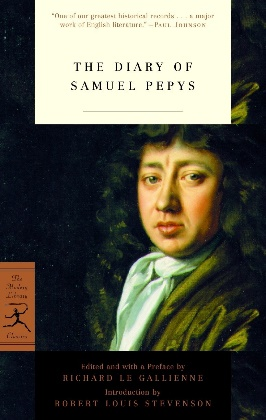 “One of our greatest historical records . . . a major
work of English literature.”—PAUL JOHNSON
THE DIARY OF
SAMUEL PEPYS
The
Modern
Library
Classics
Edited and with a Preface by
RICHARD LE GALLIENNE
Introduction by
ROBERT LOUIS STEVENSON